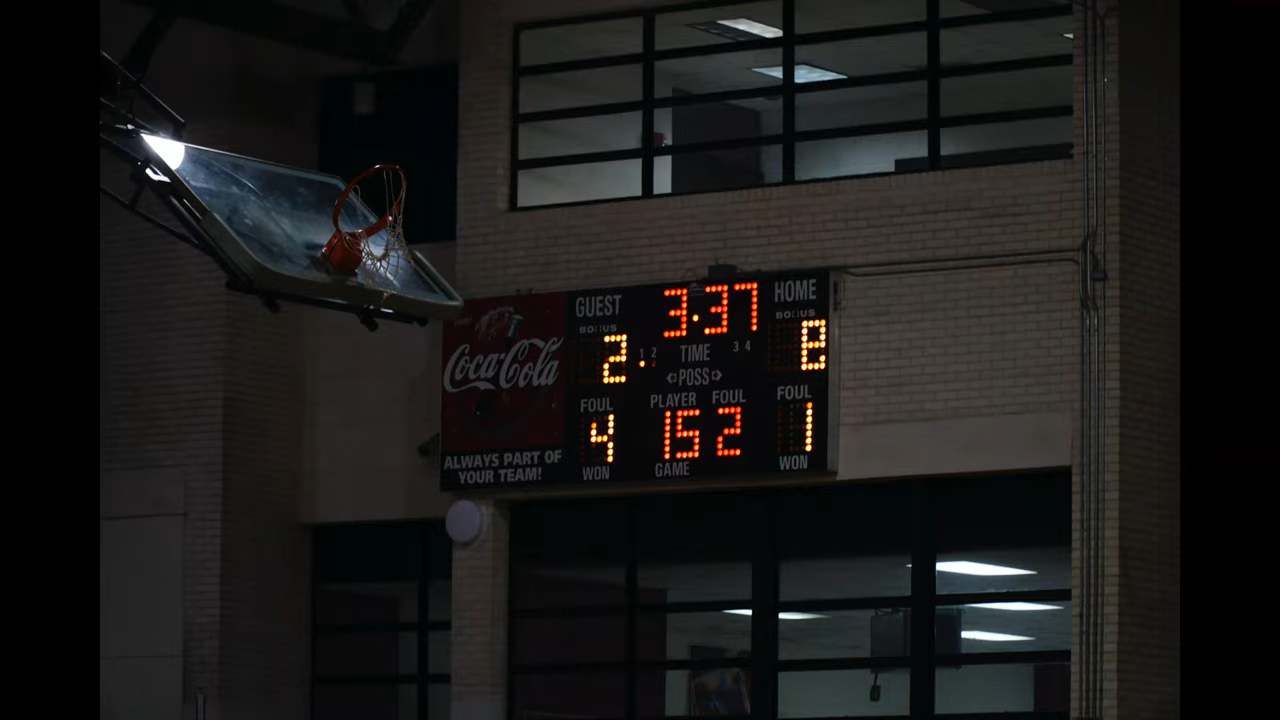 GUEST 3:37 HOME
BONUS BONUS
2 1 2 TIME 3 4 8
POSS
Coca-Cola
FOUL PLAYER FOUL FOUL
4 15 2 1
WON GAME WON
ALWAYS PART OF
YOUR TEAM!